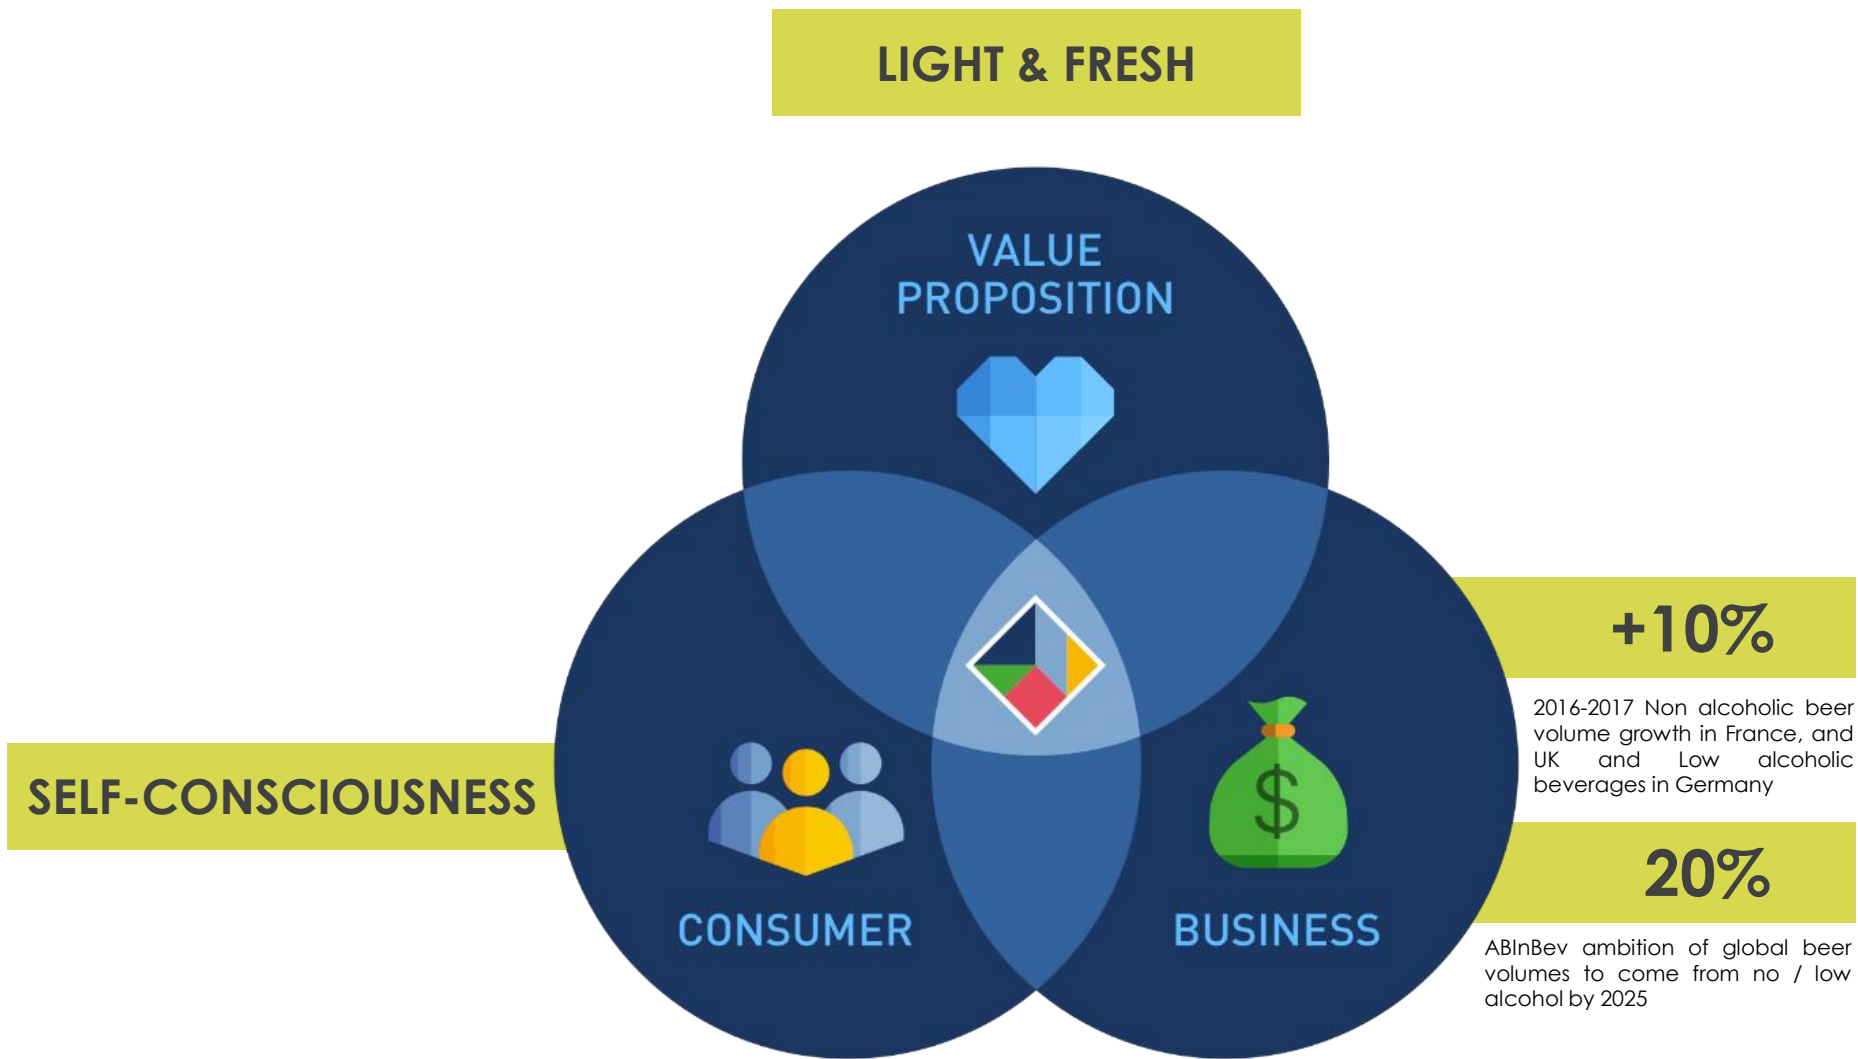 LIGHT & FRESH
VALUE
PROPOSITION
+10%
2016-2017 Non alcoholic beer
volume growth in France, and
UK and Low alcoholic
beverages in Germany
SELF-CONSCIOUSNESS
$
20%
CONSUMER
BUSINESS
ABInBev ambition of global beer
volumes to come from no / low
alcohol by 2025